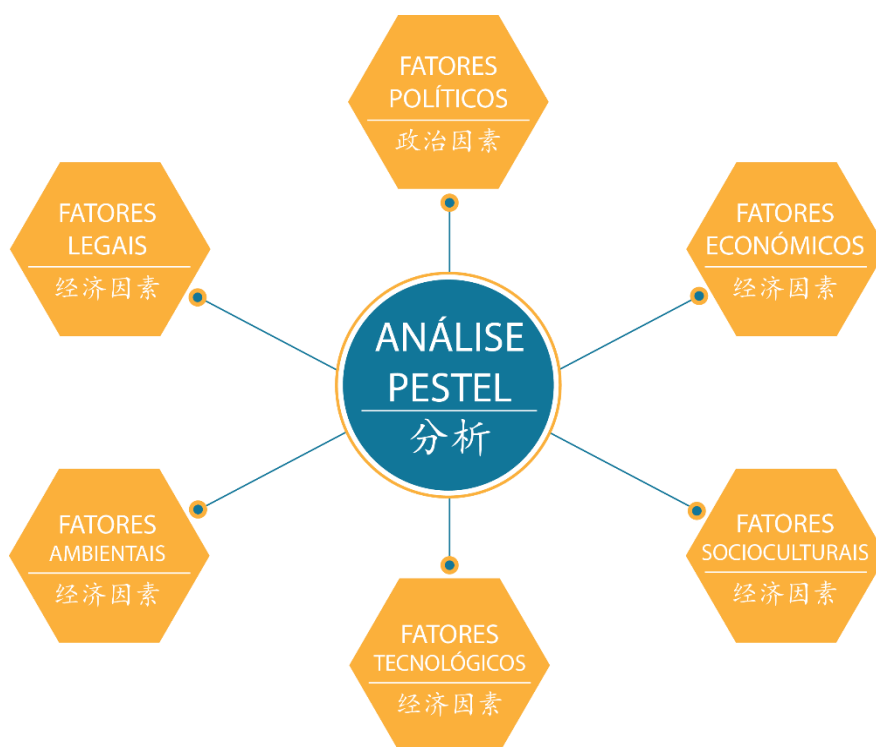 FATORES
POLÍTICOS
政治因素
FATORES
LEGAIS
经济因素
FATORES
ECONÓMICOS
经济因素
ANÁLISE
PESTEL
分析
FATORES
AMBIENTAIS
经济因素
FATORES
SOCIOCULTURAIS
经济因素
FATORES
TECNOLÓGICOS
经济因素